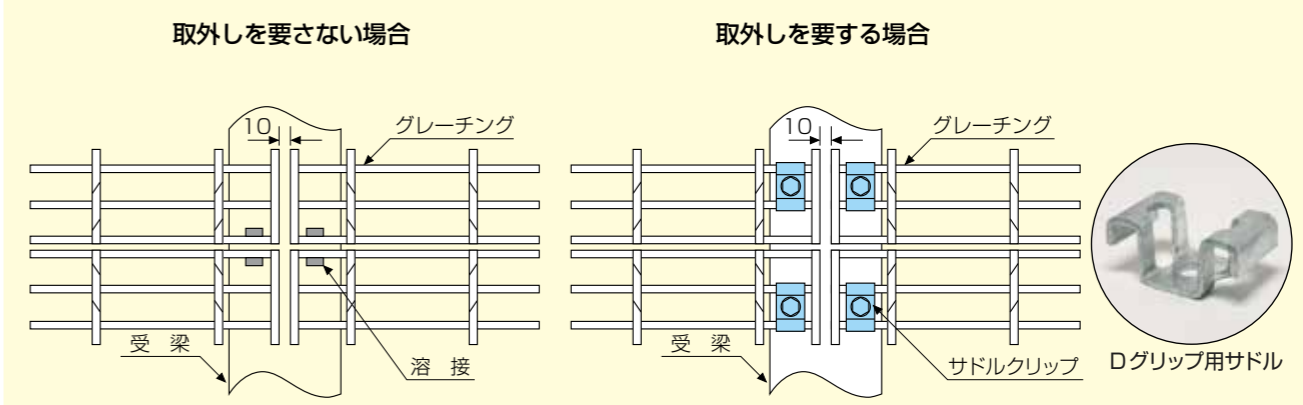 取外しを要さない場合
取外しを要する場合
10
グレーチング
受 梁
溶 接
10
グレーチング
受 梁
サドルクリップ
Dグリップ用サドル